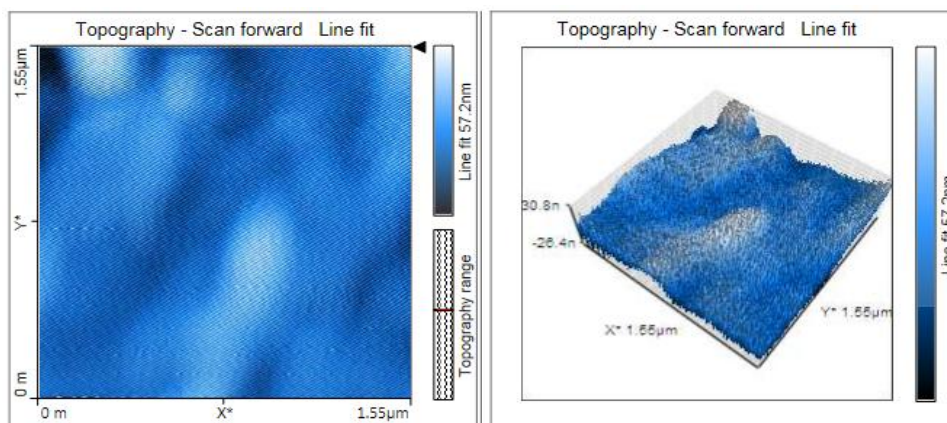 Topography - Scan forward Line fit
1.55µm
Y*
0 m
0 m
X*
1.55µm
Line fit 57.2nm
Topography range
Topography - Scan forward Line fit
30.8n
-26.4n
X* 1.55µm
Y* 1.55µm
Line fit 57.2nm